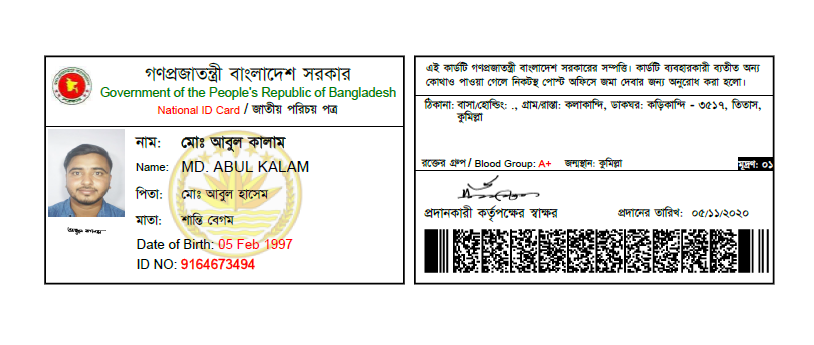 গণপ্রজাতন্ত্রী বাংলাদেশ সরকার
Government of the People's Republic of Bangladesh
National ID Card / জাতীয় পরিচয় পত্র
নাম: মোঃ আবুল কালাম
Name: MD. ABUL KALAM
পিতা: মোঃ আবুল হাসেম
মাতা: শান্তি বেগম
Date of Birth: 05 Feb 1997
ID NO: 9164673494
এই কার্ডটি গণপ্রজাতন্ত্রী বাংলাদেশ সরকারের সম্পত্তি। কার্ডটি ব্যবহারকারী ব্যতীত অন্য
কোথাও পাওয়া গেলে নিকটস্থ পোস্ট অফিসে জমা দেবার জন্য অনুরোধ করা হলো।
ঠিকানা: বাসা/হোল্ডিং: ., গ্রাম/রাস্তা: কলাকান্দি, ডাকঘর: কড়িকান্দি - ৩৫১৭, তিতাস,
কুমিল্লা
রক্তের গ্রুপ / Blood Group: A+ জন্মস্থান: কুমিল্লা মুদ্রণ: ০১
প্রদানকারী কর্তৃপক্ষের স্বাক্ষর প্রদানের তারিখ: ০৫/১১/২০২০